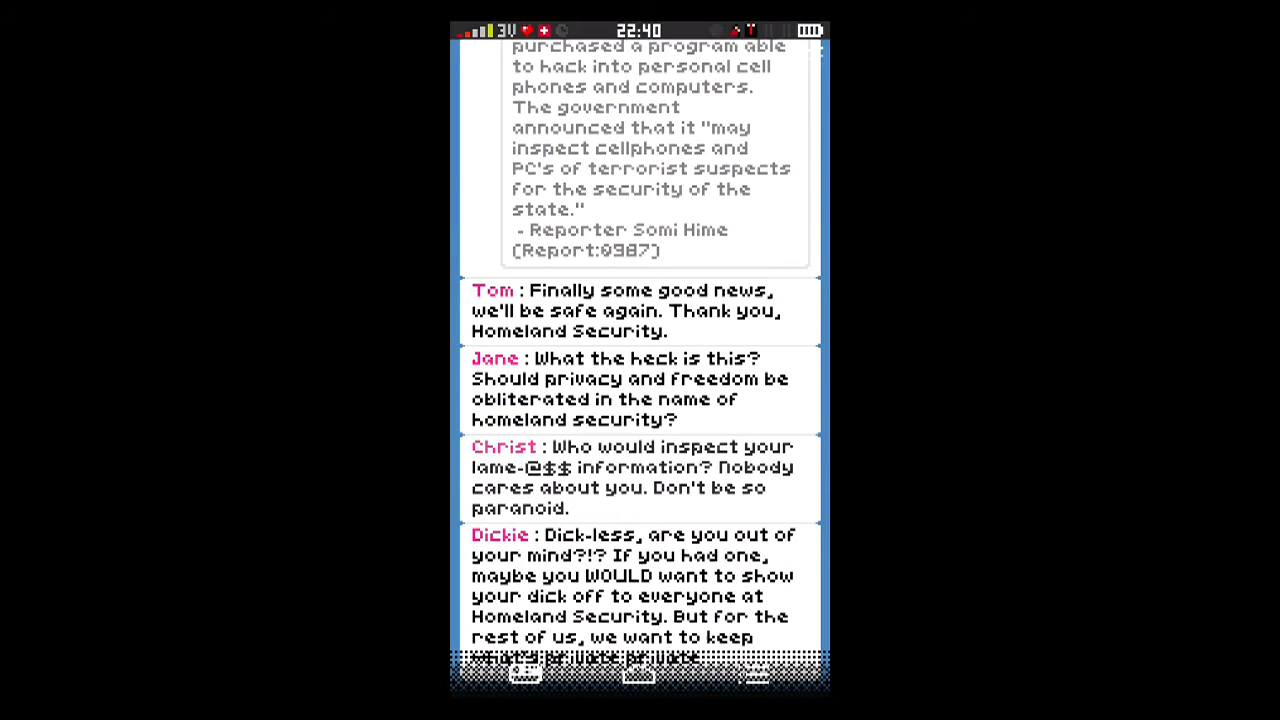 3V
22:40
purchased a program able
to hack into personal cell
phones and computers.
The government
announced that it "may
inspect cellphones and
PC's of terrorist suspects
for the security of the
state."
- Reporter Somi Hime
(Report:0987)
Tom : Finally some good news,
we'll be safe again. Thank you,
Homeland Security.
Jane : What the heck is this?
Should privacy and freedom be
obliterated in the name of
homeland security?
Christ : Who would inspect your
lame-@$$ information? Nobody
cares about you. Don't be so
paranoid.
Dickie : Dick-less, are you out of
your mind?!? If you had one,
maybe you WOULD want to show
your dick off to everyone at
Homeland Security. But for the
rest of us, we want to keep
what's private private